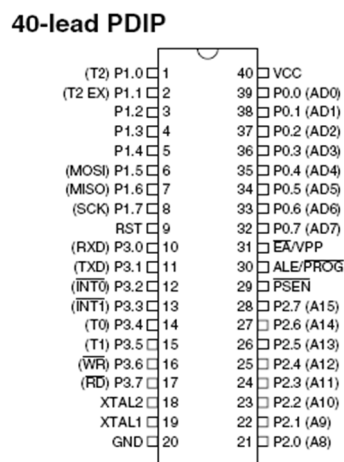 40-lead PDIP
(T2) P1.0 1 40 VCC
(T2 EX) P1.1 2 39 P0.0 (AD0)
P1.2 3 38 P0.1 (AD1)
P1.3 4 37 P0.2 (AD2)
P1.4 5 36 P0.3 (AD3)
(MOSI) P1.5 6 35 P0.4 (AD4)
(MISO) P1.6 7 34 P0.5 (AD5)
(SCK) P1.7 8 33 P0.6 (AD6)
RST 9 32 P0.7 (AD7)
(RXD) P3.0 10 31 E̅A̅/VPP
(TXD) P3.1 11 30 ALE/P̅R̅O̅G̅
(I̅N̅T̅0̅) P3.2 12 29 P̅S̅E̅N̅
(I̅N̅T̅1̅) P3.3 13 28 P2.7 (A15)
(T0) P3.4 14 27 P2.6 (A14)
(T1) P3.5 15 26 P2.5 (A13)
(W̅R̅) P3.6 16 25 P2.4 (A12)
(R̅D̅) P3.7 17 24 P2.3 (A11)
XTAL2 18 23 P2.2 (A10)
XTAL1 19 22 P2.1 (A9)
GND 20 21 P2.0 (A8)